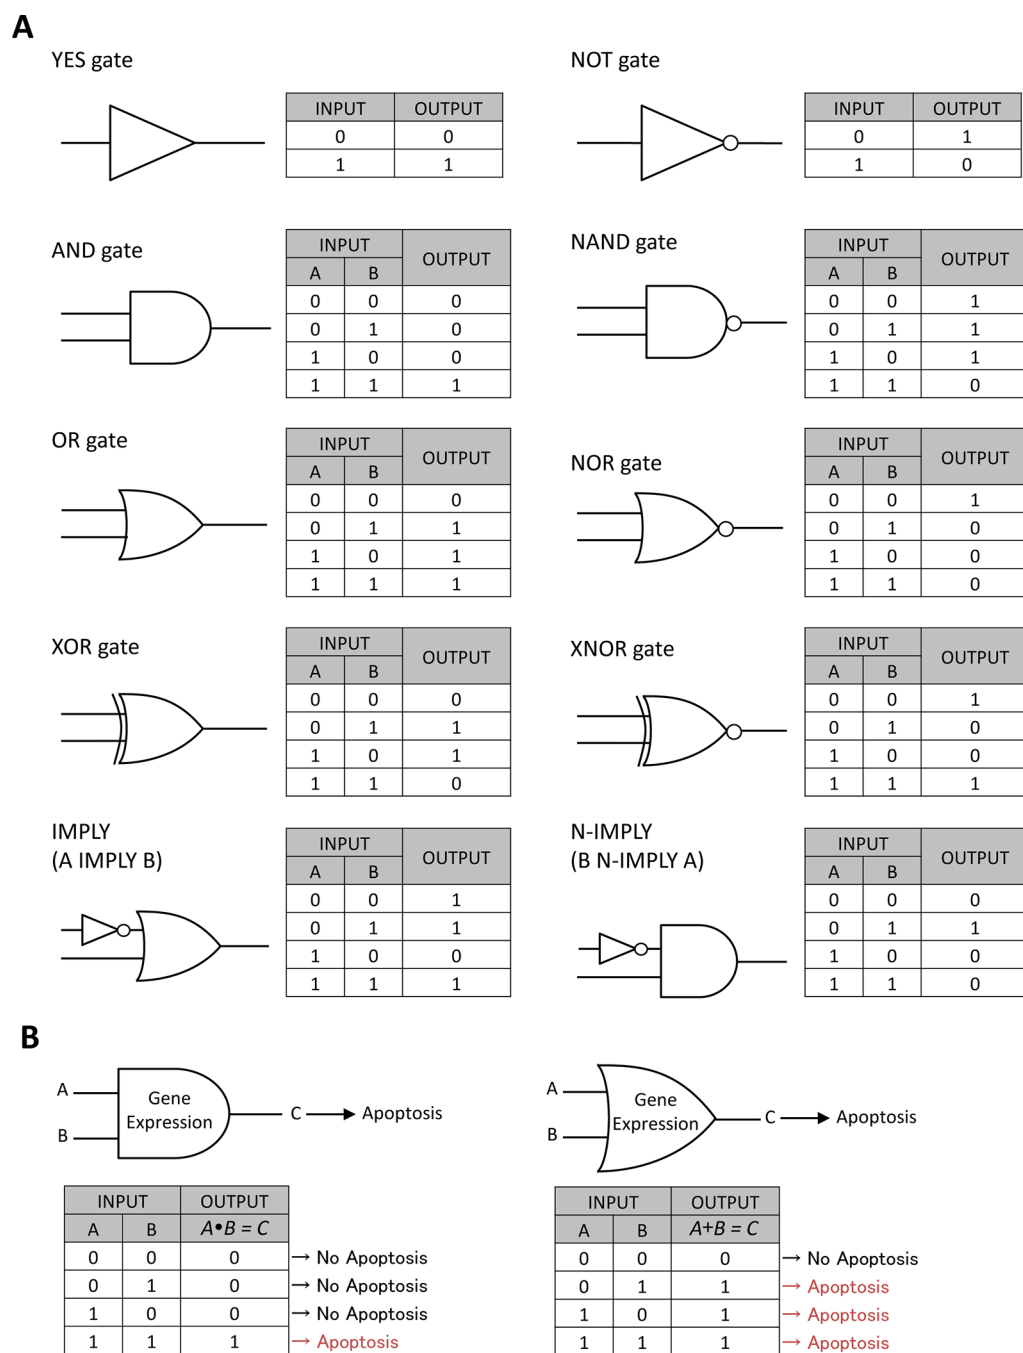 A
YES gate
INPUT OUTPUT
0 0
1 1
NOT gate
INPUT OUTPUT
0 1
1 0
AND gate
INPUT OUTPUT
A B
0 0 0
0 1 0
1 0 0
1 1 1
NAND gate
INPUT OUTPUT
A B
0 0 1
0 1 1
1 0 1
1 1 0
OR gate
INPUT OUTPUT
A B
0 0 0
0 1 1
1 0 1
1 1 1
NOR gate
INPUT OUTPUT
A B
0 0 1
0 1 0
1 0 0
1 1 0
XOR gate
INPUT OUTPUT
A B
0 0 0
0 1 1
1 0 1
1 1 0
XNOR gate
INPUT OUTPUT
A B
0 0 1
0 1 0
1 0 0
1 1 1
IMPLY
(A IMPLY B)
INPUT OUTPUT
A B
0 0 1
0 1 1
1 0 0
1 1 1
N-IMPLY
(B N-IMPLY A)
INPUT OUTPUT
A B
0 0 0
0 1 1
1 0 0
1 1 0
B
A
B
Gene
Expression
C → Apoptosis
INPUT OUTPUT
A B A•B = C
0 0 0 → No Apoptosis
0 1 0 → No Apoptosis
1 0 0 → No Apoptosis
1 1 1 → Apoptosis
A
B
Gene
Expression
C → Apoptosis
INPUT OUTPUT
A B A+B = C
0 0 0 → No Apoptosis
0 1 1 → Apoptosis
1 0 1 → Apoptosis
1 1 1 → Apoptosis